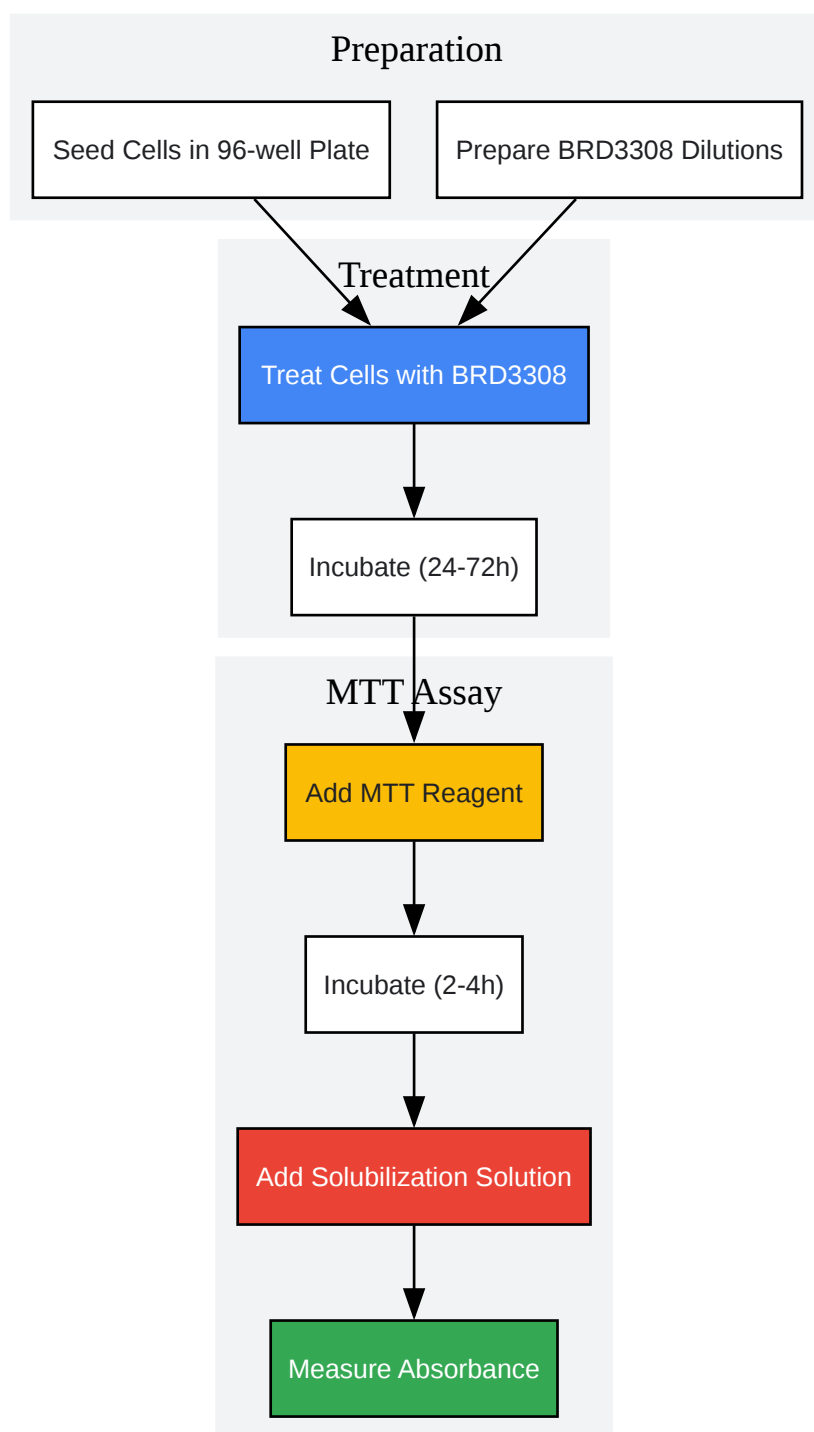 Preparation
Seed Cells in 96-well Plate
Prepare BRD3308 Dilutions
Treatment
Treat Cells with BRD3308
Incubate (24-72h)
MTT Assay
Add MTT Reagent
Incubate (2-4h)
Add Solubilization Solution
Measure Absorbance